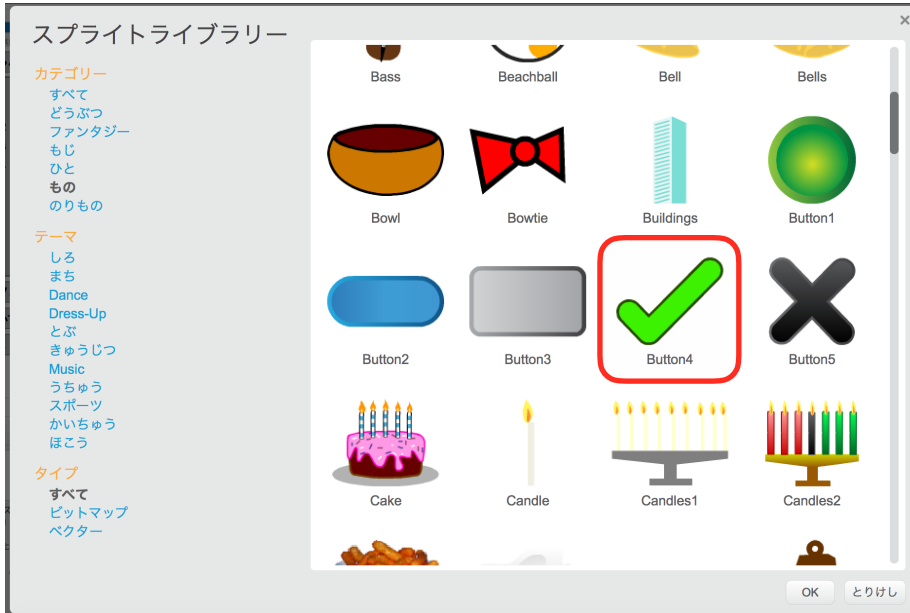 スプライトライブラリー
×
カテゴリー
すべて
どうぶつ
ファンタジー
もじ
ひと
もの
のりもの
テーマ
しろ
まち
Dance
Dress-Up
とぶ
きゅうじつ
Music
うちゅう
スポーツ
かいちゅう
ほこう
タイプ
すべて
ビットマップ
ベクター
Bass Beachball Bell Bells
Bowl Bowtie Buildings Button1
Button2 Button3 Button4 Button5
Cake Candle Candles1 Candles2
OK とりけし